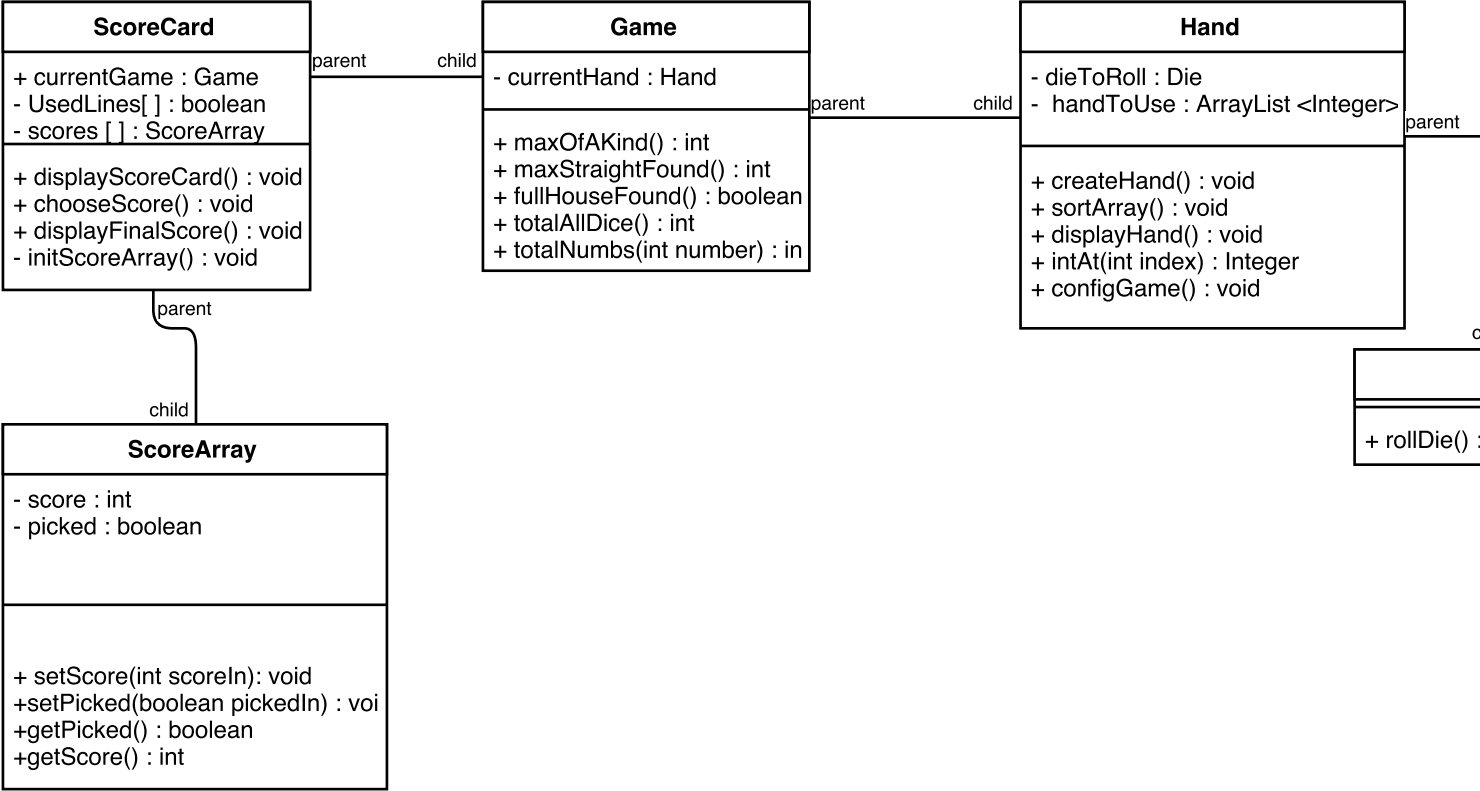 ScoreCard
+ currentGame : Game
- UsedLines[ ] : boolean
- scores [ ] : ScoreArray
+ displayScoreCard() : void
+ chooseScore() : void
+ displayFinalScore() : void
- initScoreArray() : void
parent
child
Game
- currentHand : Hand
+ maxOfAKind() : int
+ maxStraightFound() : int
+ fullHouseFound() : boolean
+ totalAllDice() : int
+ totalNumbs(int number) : in
parent
child
Hand
- dieToRoll : Die
- handToUse : ArrayList <Integer>
+ createHand() : void
+ sortArray() : void
+ displayHand() : void
+ intAt(int index) : Integer
+ configGame() : void
parent
+ rollDie() :
parent
child
ScoreArray
- score : int
- picked : boolean
+ setScore(int scoreIn): void
+setPicked(boolean pickedIn) : voi
+getPicked() : boolean
+getScore() : int